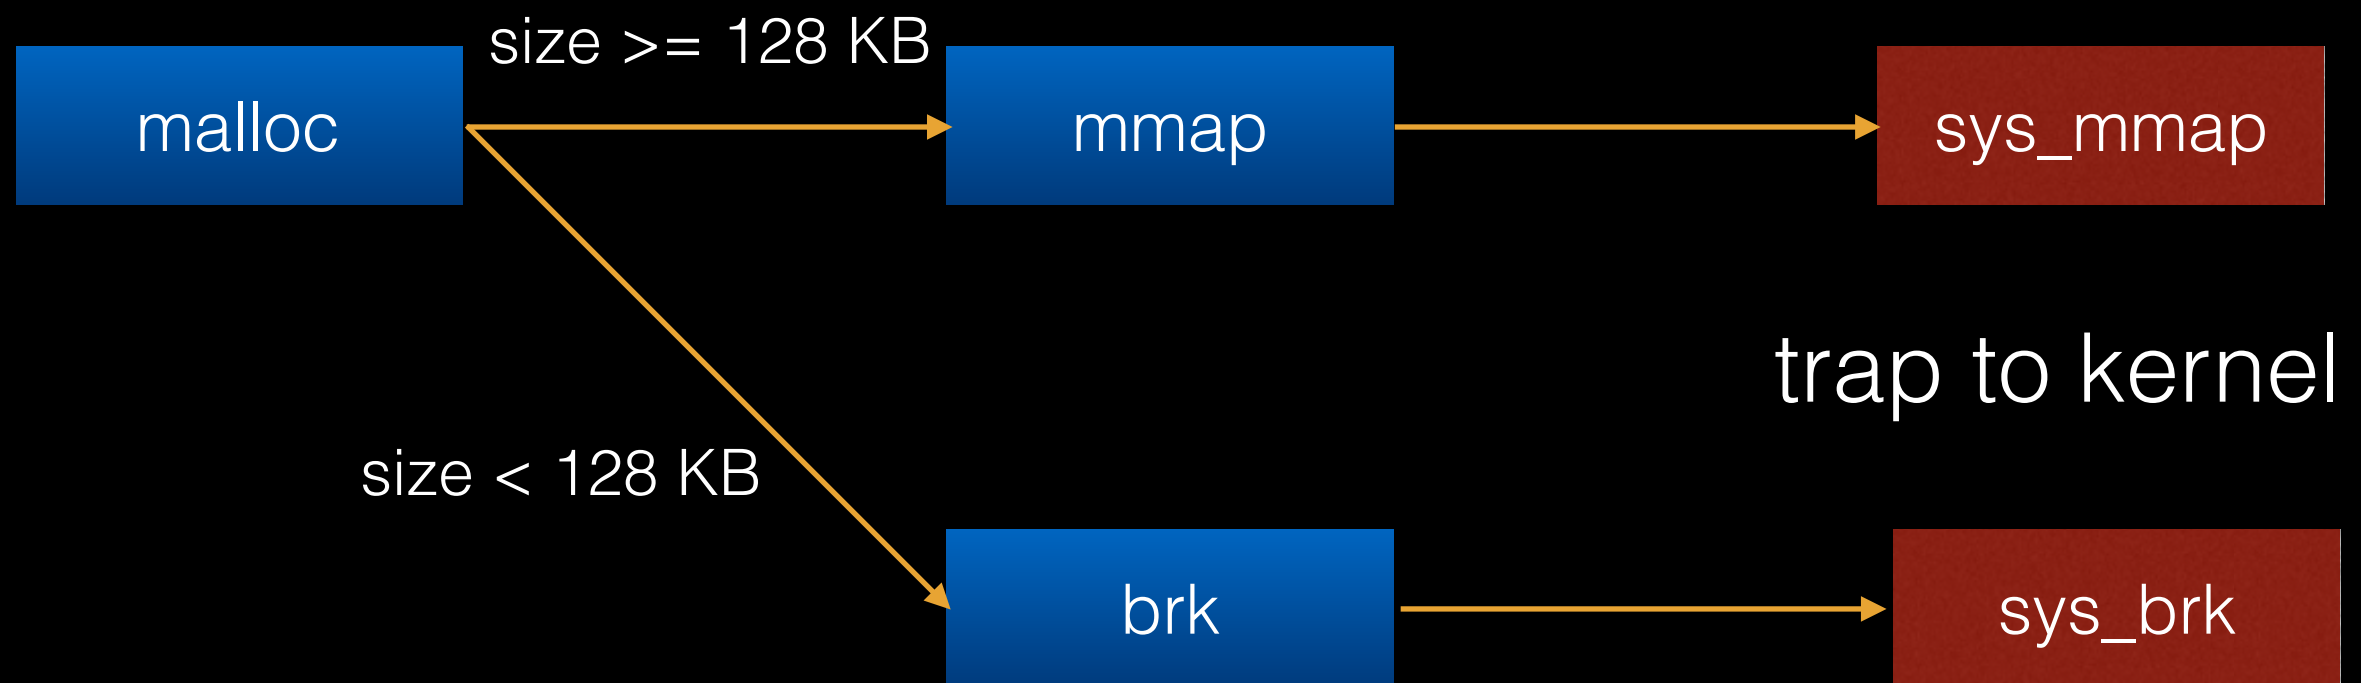 size >= 128 KB
malloc
mmap
sys_mmap
trap to kernel
size < 128 KB
brk
sys_brk